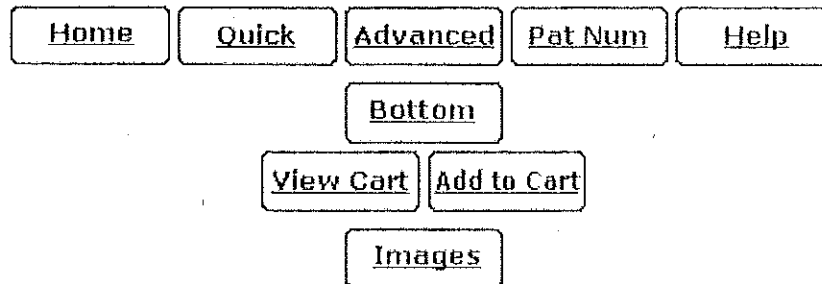 Home Quick Advanced Pat Num Help
Bottom
View Cart Add to Cart
Images